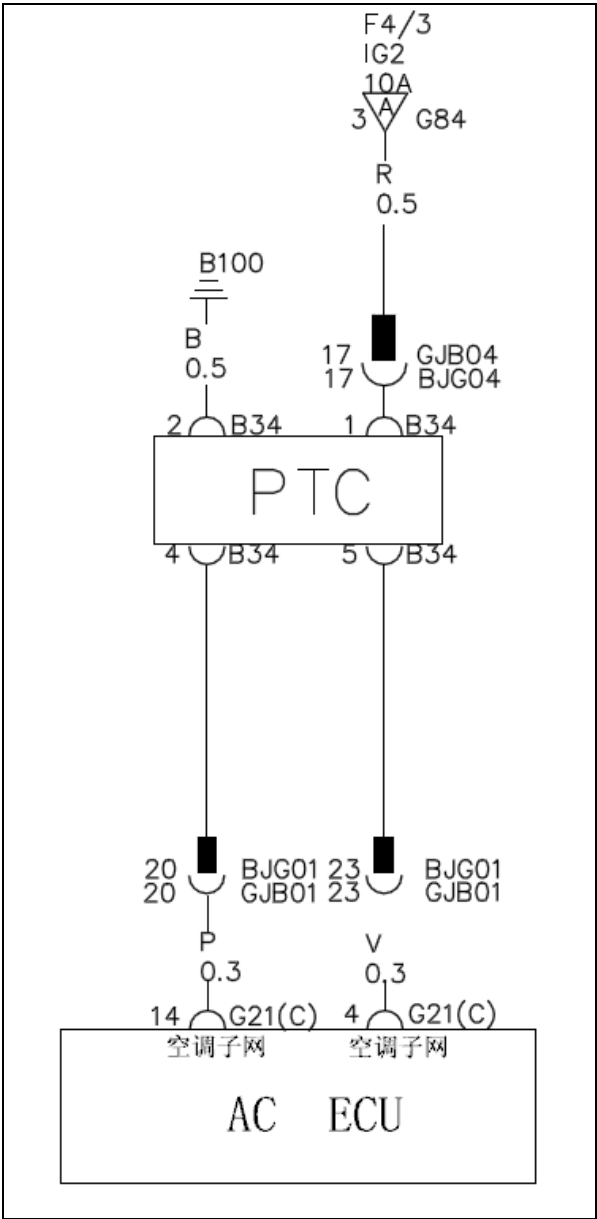 F4/3
IG2
10A
A
3 G84
R
0.5
B100
B
0.5
17 GJB04
17 BJG04
2 B34 1 B34
PTC
4 B34 5 B34
20 BJG01 23 BJG01
20 GJB01 23 GJB01
P V
0.3 0.3
14 G21(C) 4 G21(C)
空调子网 空调子网
AC ECU